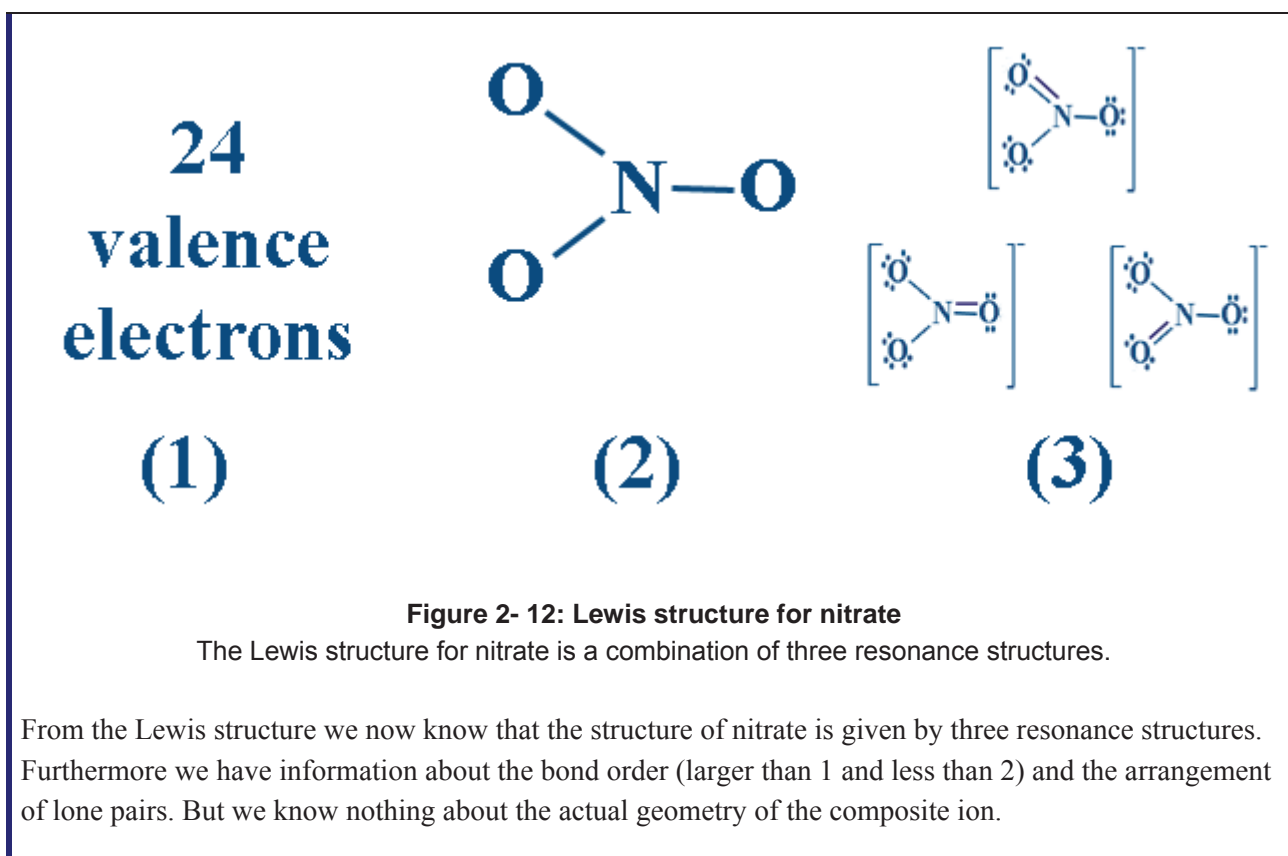 24
valence
electrons
(1)
O
N—O
O
(2)
O
N—O:
O
O
N=O
O
O
N—O:
O
(3)
Figure 2- 12: Lewis structure for nitrate
The Lewis structure for nitrate is a combination of three resonance structures.
From the Lewis structure we now know that the structure of nitrate is given by three resonance structures.
Furthermore we have information about the bond order (larger than 1 and less than 2) and the arrangement
of lone pairs. But we know nothing about the actual geometry of the composite ion.